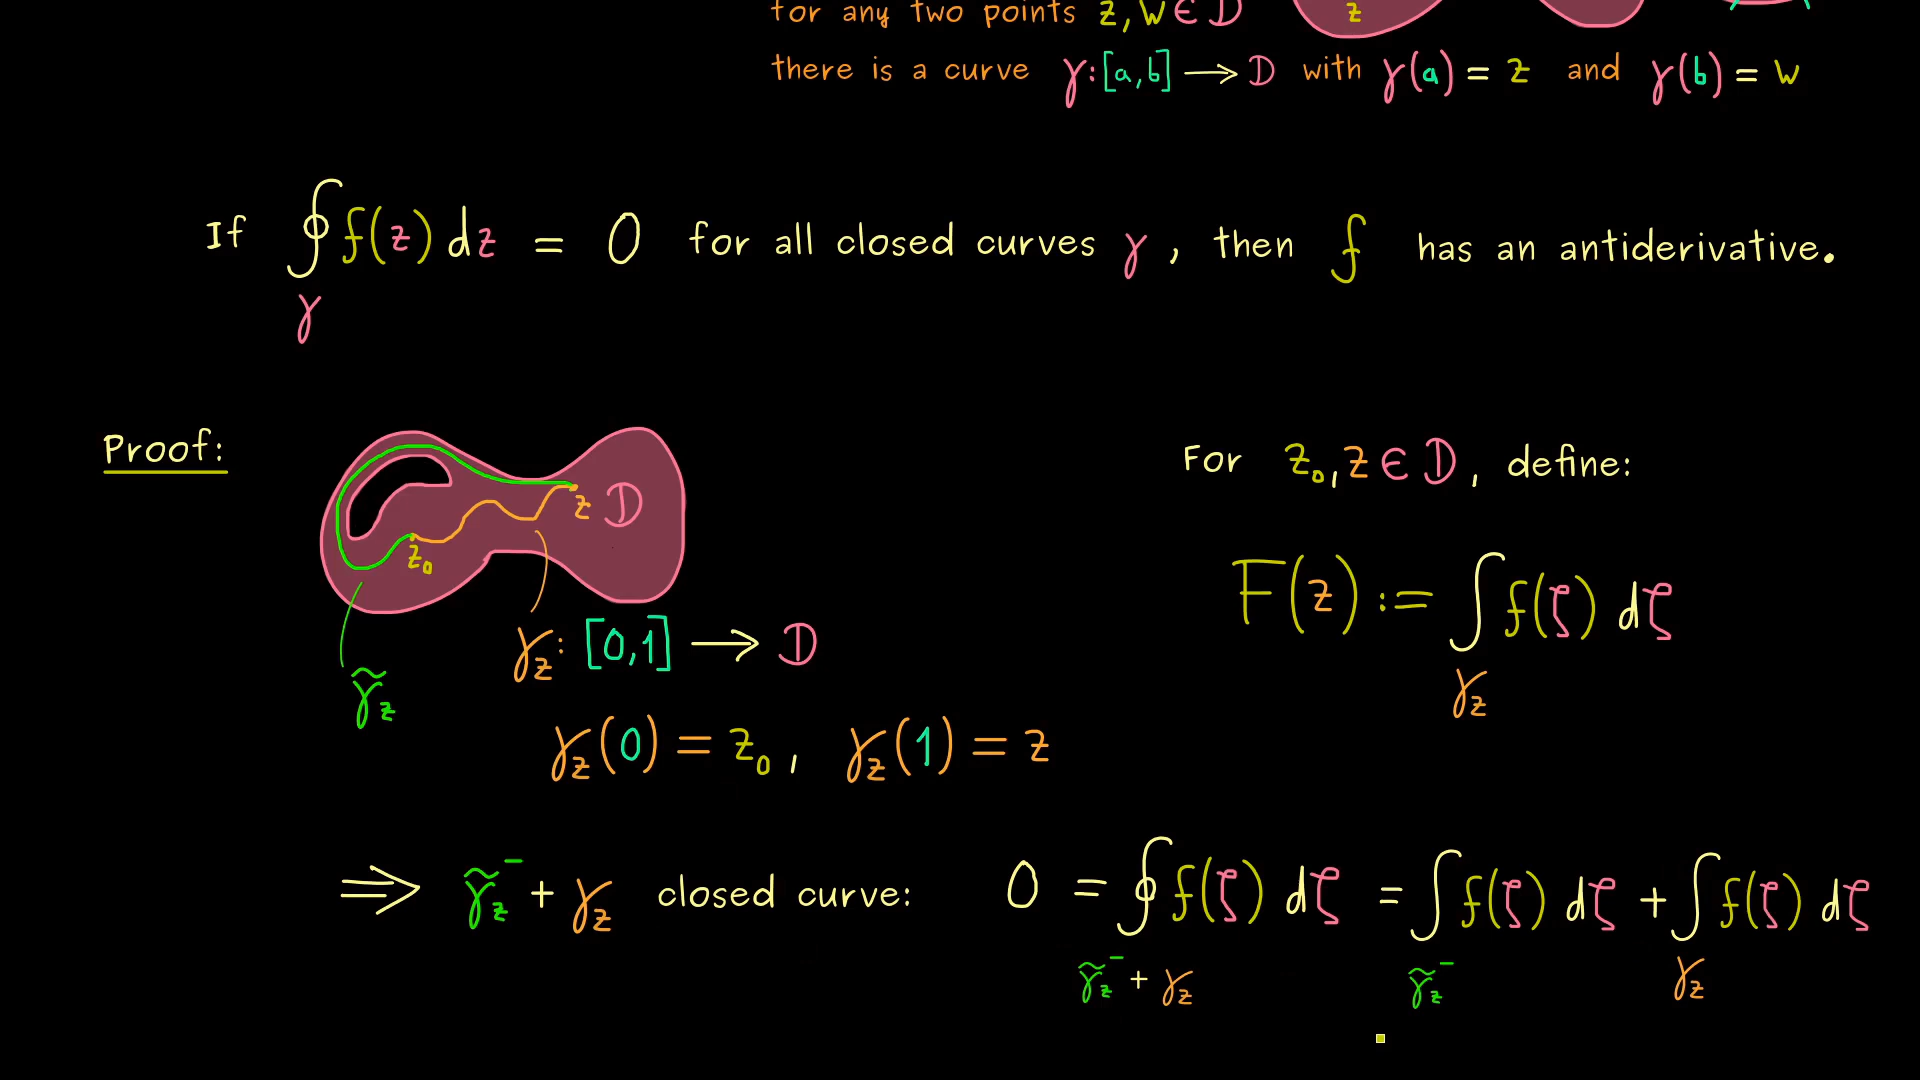 for any two points z, w ∈ D
z
there is a curve γ: [a,b] ⟶ D with γ(a) = z and γ(b) = w
If ∮_γ f(z) dz = 0 for all closed curves γ, then f has an antiderivative.
Proof:
z D
z₀
γ_z: [0,1] ⟶ D
γ̃_z
γ_z(0) = z₀, γ_z(1) = z
For z₀, z ∈ D, define:
F(z) := ∫_{γ_z} f(ζ) dζ
⟹ γ̃_z⁻ + γ_z closed curve: 0 = ∮_{γ̃_z⁻ + γ_z} f(ζ) dζ = ∫_{γ̃_z⁻} f(ζ) dζ + ∫_{γ_z} f(ζ) dζ